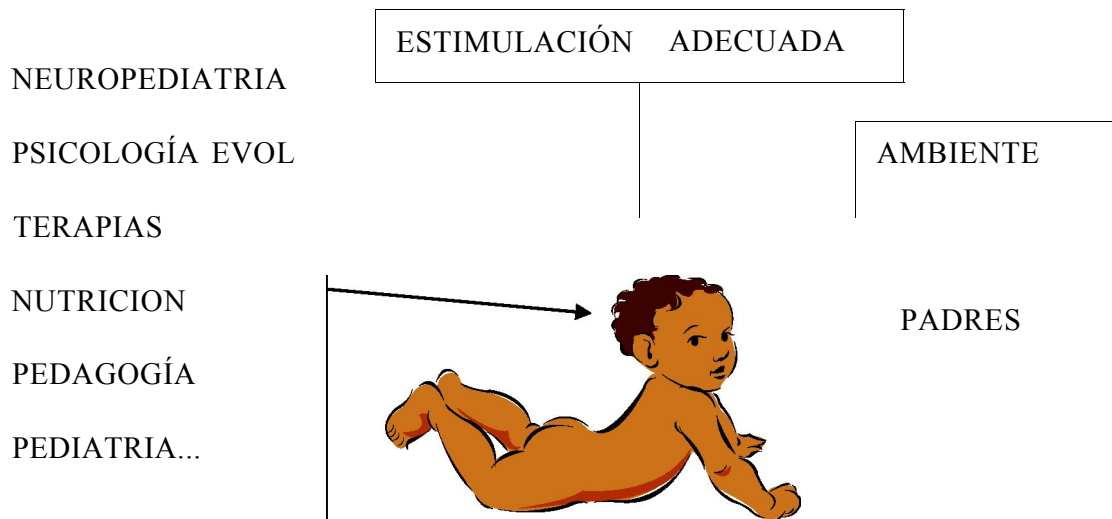 ESTIMULACIÓN ADECUADA
NEUROPEDIATRIA
PSICOLOGÍA EVOL
AMBIENTE
TERAPIAS
NUTRICION
PADRES
PEDAGOGÍA
PEDIATRIA...